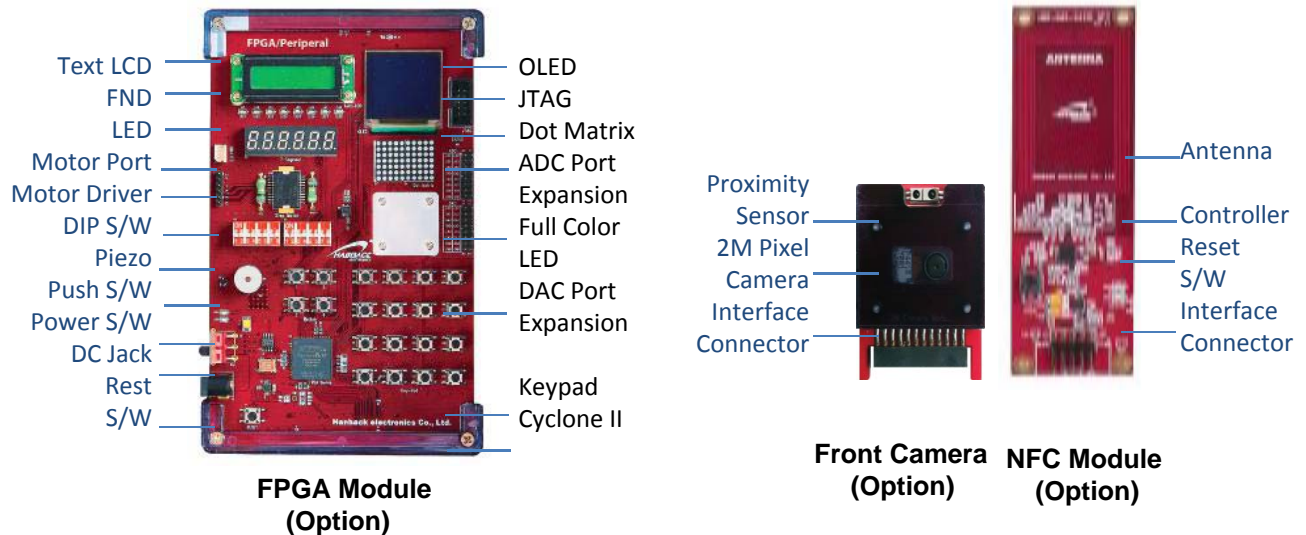 Text LCD
FND
LED
Motor Port
Motor Driver
DIP S/W
Piezo
Push S/W
Power S/W
DC Jack
Rest
S/W
FPGA/Periperal
HANBACK
Hanback electronics Co., Ltd.
OLED
JTAG
Dot Matrix
ADC Port
Expansion
Full Color
LED
DAC Port
Expansion
Keypad
Cyclone II
FPGA Module
(Option)
Proximity
Sensor
2M Pixel
Camera
Interface
Connector
Front Camera
(Option)
ANTENNA
Antenna
Controller
Reset
S/W
Interface
Connector
NFC Module
(Option)